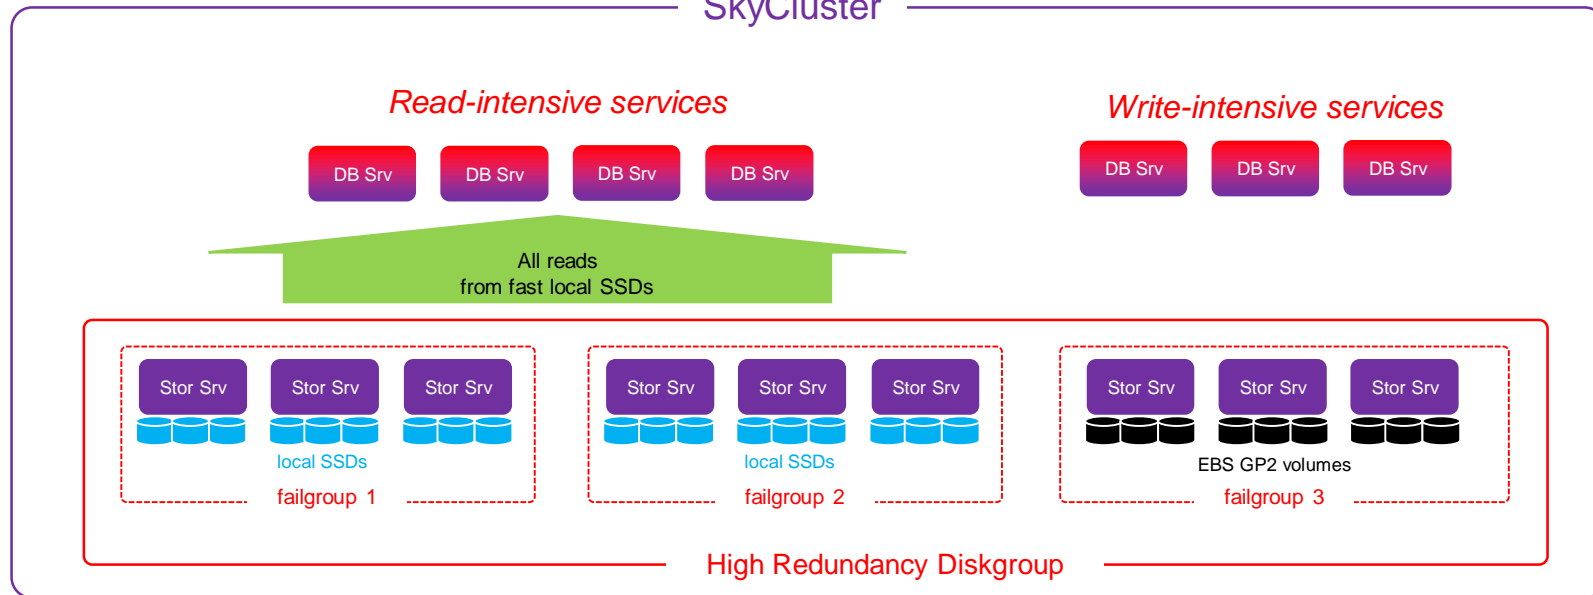 SkyCluster
Read-intensive services
Write-intensive services
DB Srv
DB Srv
DB Srv
DB Srv
DB Srv
DB Srv
DB Srv
All reads
from fast local SSDs
Stor Srv
Stor Srv
Stor Srv
Stor Srv
Stor Srv
Stor Srv
Stor Srv
Stor Srv
Stor Srv
local SSDs
local SSDs
EBS GP2 volumes
failgroup 1
failgroup 2
failgroup 3
High Redundancy Diskgroup